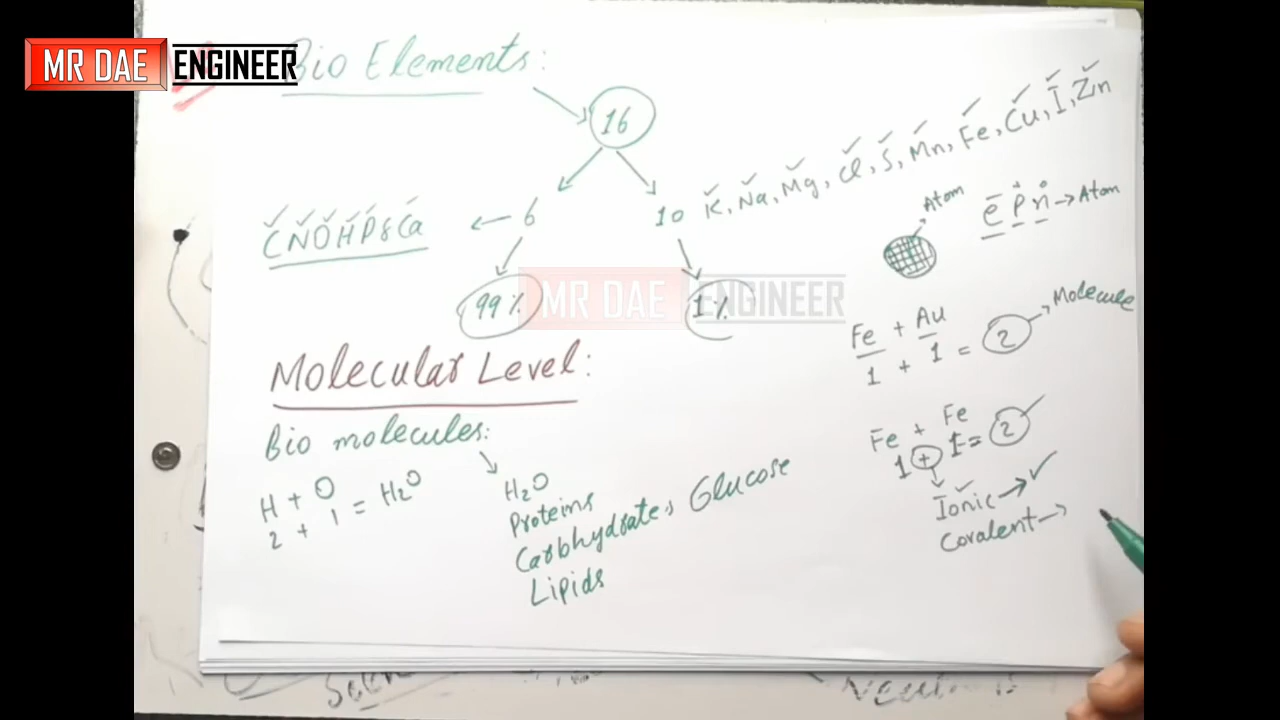 MR DAE ENGINEER
Bio Elements:
16
6
10 K, Na, Mg, Cl, S, Mn, Fe, Cu, I, Zn
C N O H P & Ca
99%
1%
MR DAE ENGINEER
Atom
e⁻ p⁺ n° → Atom
Molecular Level:
Bio molecules:
H + O = H₂O
2 + 1
H₂O
Proteins
Carbhydrate, Glucose
Lipids
Fe + Au
1 + 1 = 2 → Molecule
Fe + Fe
1 + 1 = 2
Ionic →
Covalent →